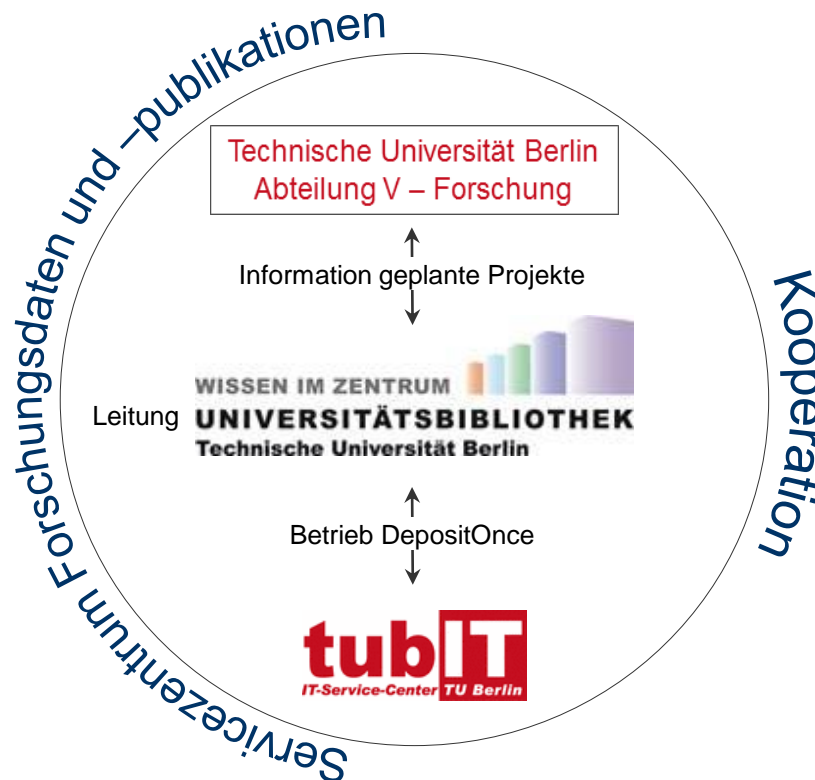 Servicezentrum Forschungsdaten und –publikationen
Technische Universität Berlin
Abteilung V – Forschung
Information geplante Projekte
WISSEN IM ZENTRUM
Leitung
UNIVERSITÄTSBIBLIOTHEK
Technische Universität Berlin
Betrieb DepositOnce
tubIT
IT-Service-Center TU Berlin
Kooperation